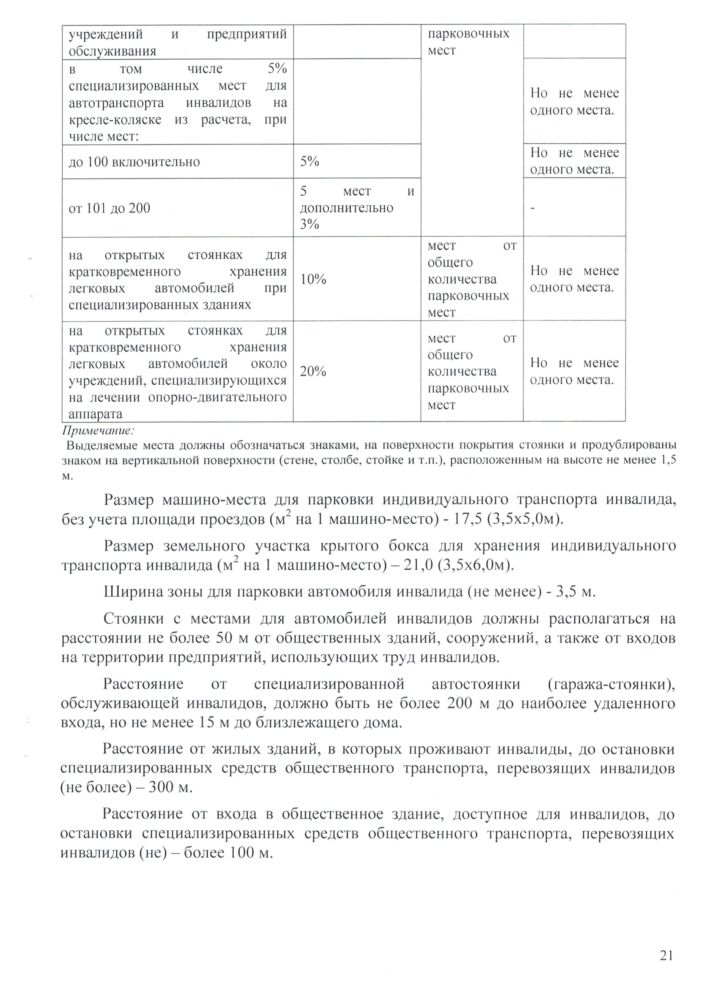 учреждений и предприятий
обслуживания
парковочных
мест
в том числе 5%
специализированных мест для
автотранспорта инвалидов на
кресле-коляске из расчета, при
числе мест:
Но не менее
одного места.
до 100 включительно
5%
Но не менее
одного места.
от 101 до 200
5 мест и
дополнительно
3%
-
на открытых стоянках для
кратковременного хранения
легковых автомобилей при
специализированных зданиях
10%
мест от
общего
количества
парковочных
мест
Но не менее
одного места.
на открытых стоянках для
кратковременного хранения
легковых автомобилей около
учреждений, специализирующихся
на лечении опорно-двигательного
аппарата
20%
мест от
общего
количества
парковочных
мест
Но не менее
одного места.
Примечание:
Выделяемые места должны обозначаться знаками, на поверхности покрытия стоянки и продублированы
знаком на вертикальной поверхности (стене, столбе, стойке и т.п.), расположенным на высоте не менее 1,5
м.
Размер машино-места для парковки индивидуального транспорта инвалида,
без учета площади проездов (м² на 1 машино-место) - 17,5 (3,5х5,0м).
Размер земельного участка крытого бокса для хранения индивидуального
транспорта инвалида (м² на 1 машино-место) – 21,0 (3,5х6,0м).
Ширина зоны для парковки автомобиля инвалида (не менее) - 3,5 м.
Стоянки с местами для автомобилей инвалидов должны располагаться на
расстоянии не более 50 м от общественных зданий, сооружений, а также от входов
на территории предприятий, использующих труд инвалидов.
Расстояние от специализированной автостоянки (гаража-стоянки),
обслуживающей инвалидов, должно быть не более 200 м до наиболее удаленного
входа, но не менее 15 м до близлежащего дома.
Расстояние от жилых зданий, в которых проживают инвалиды, до остановки
специализированных средств общественного транспорта, перевозящих инвалидов
(не более) – 300 м.
Расстояние от входа в общественное здание, доступное для инвалидов, до
остановки специализированных средств общественного транспорта, перевозящих
инвалидов (не) – более 100 м.
21